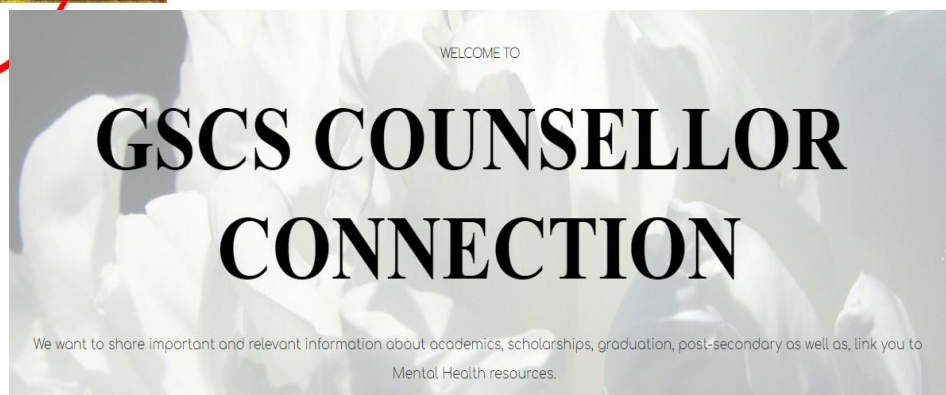 WELCOME TO
GSCS COUNSELLOR
CONNECTION
We want to share important and relevant information about academics, scholarships, graduation, post-secondary as well as, link you to
Mental Health resources.